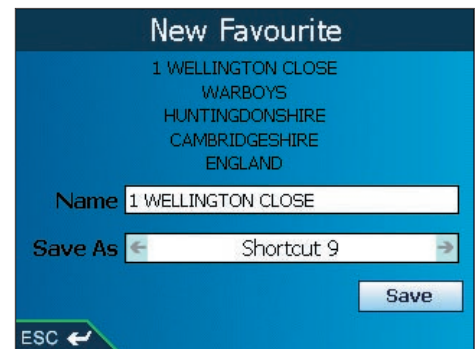 New Favourite
1 WELLINGTON CLOSE
WARBOYS
HUNTINGDONSHIRE
CAMBRIDGESHIRE
ENGLAND
Name 1 WELLINGTON CLOSE
Save As Shortcut 9
Save
ESC